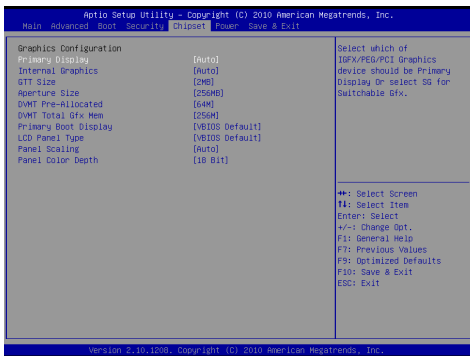 Aptio Setup Utility – Copyright (C) 2010 American Megatrends, Inc.
Main Advanced Boot Security Chipset Power Save & Exit
Graphics Configuration
Primary Display [Auto]
Internal Graphics [Auto]
GTT Size [2MB]
Aperture Size [256MB]
DVMT Pre-Allocated [64M]
DVMT Total Gfx Mem [256M]
Primary Boot Display [VBIOS Default]
LCD Panel Type [VBIOS Default]
Panel Scaling [Auto]
Panel Color Depth [18 Bit]
Select which of
IGFX/PEG/PCI Graphics
device should be Primary
Display Or select SG for
Switchable Gfx.
→←: Select Screen
↑↓: Select Item
Enter: Select
+/-: Change Opt.
F1: General Help
F7: Previous Values
F9: Optimized Defaults
F10: Save & Exit
ESC: Exit
Version 2.10.1208. Copyright (C) 2010 American Megatrends, Inc.